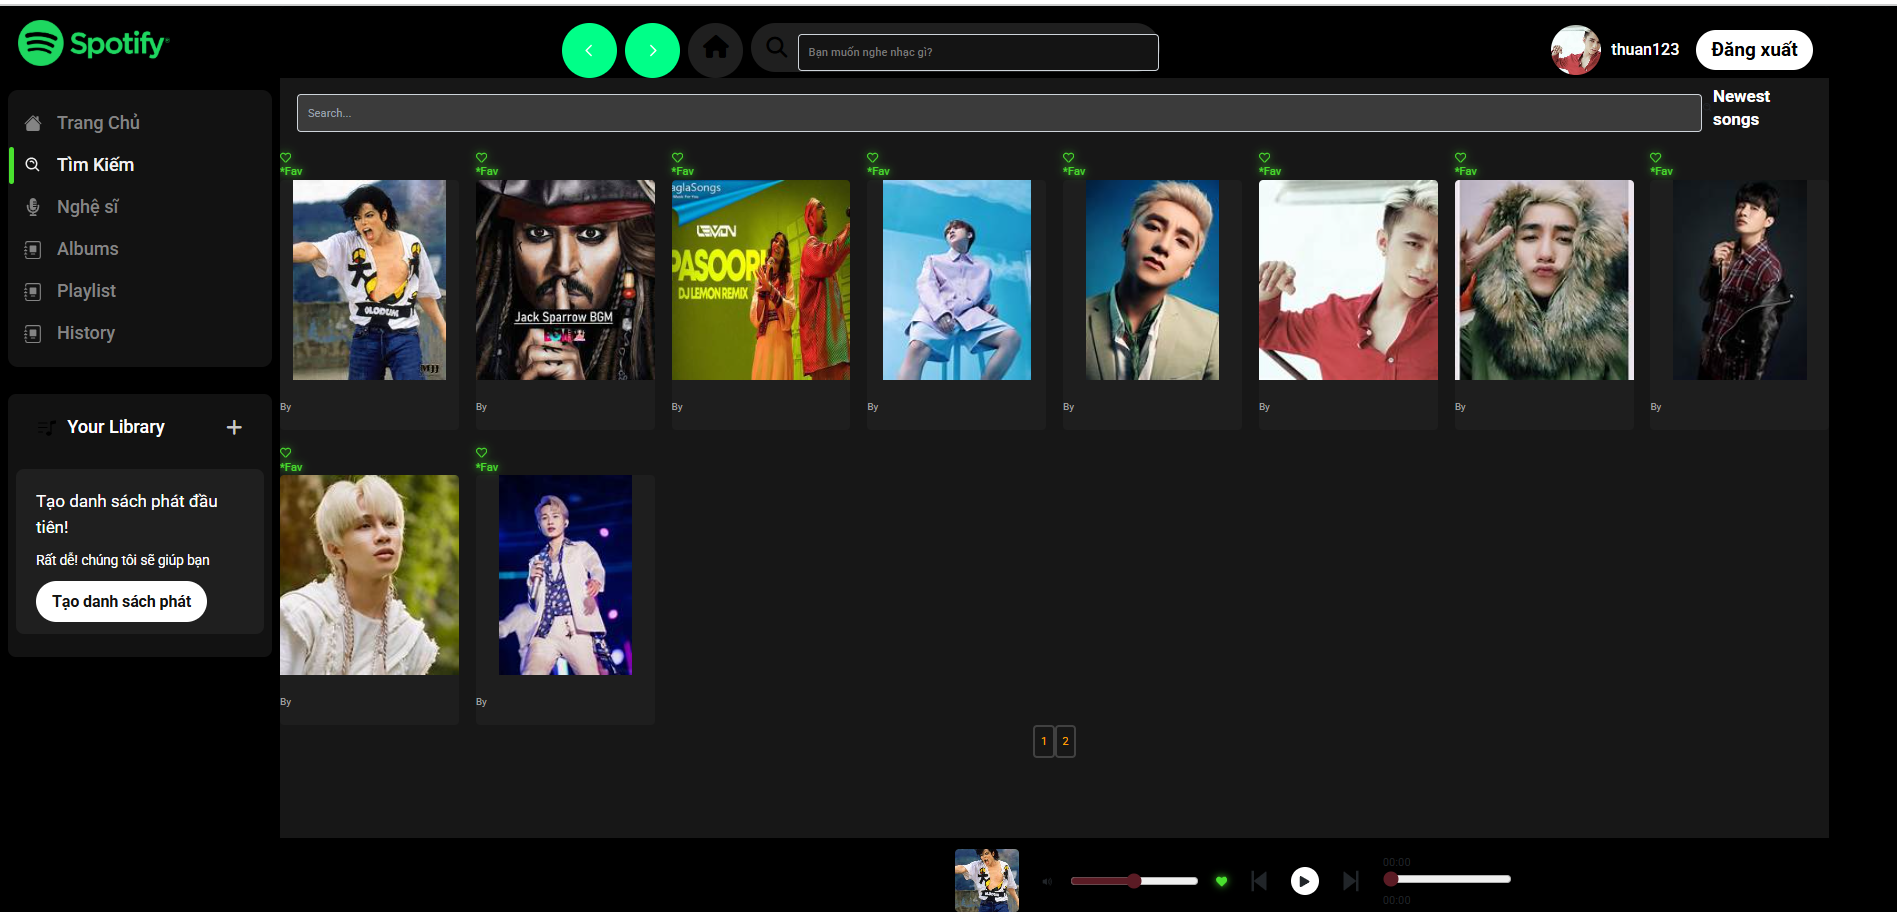 Spotify
Bạn muốn nghe nhạc gì?
thuan123
Đăng xuất
Trang Chủ
Tìm Kiếm
Nghệ sĩ
Albums
Playlist
History
Your Library
Tạo danh sách phát đầu
tiên!
Rất dễ! chúng tôi sẽ giúp bạn
Tạo danh sách phát
Search...
Newest
songs
*Fav
*Fav
*Fav
*Fav
*Fav
*Fav
*Fav
*Fav
OLODUM
MJJ
Jack Sparrow BGM
aglaSongs
LEMON
PASOORI
DJ LEMON REMIX
By
By
By
By
By
By
By
By
*Fav
*Fav
By
By
1
2
00:00
00:00